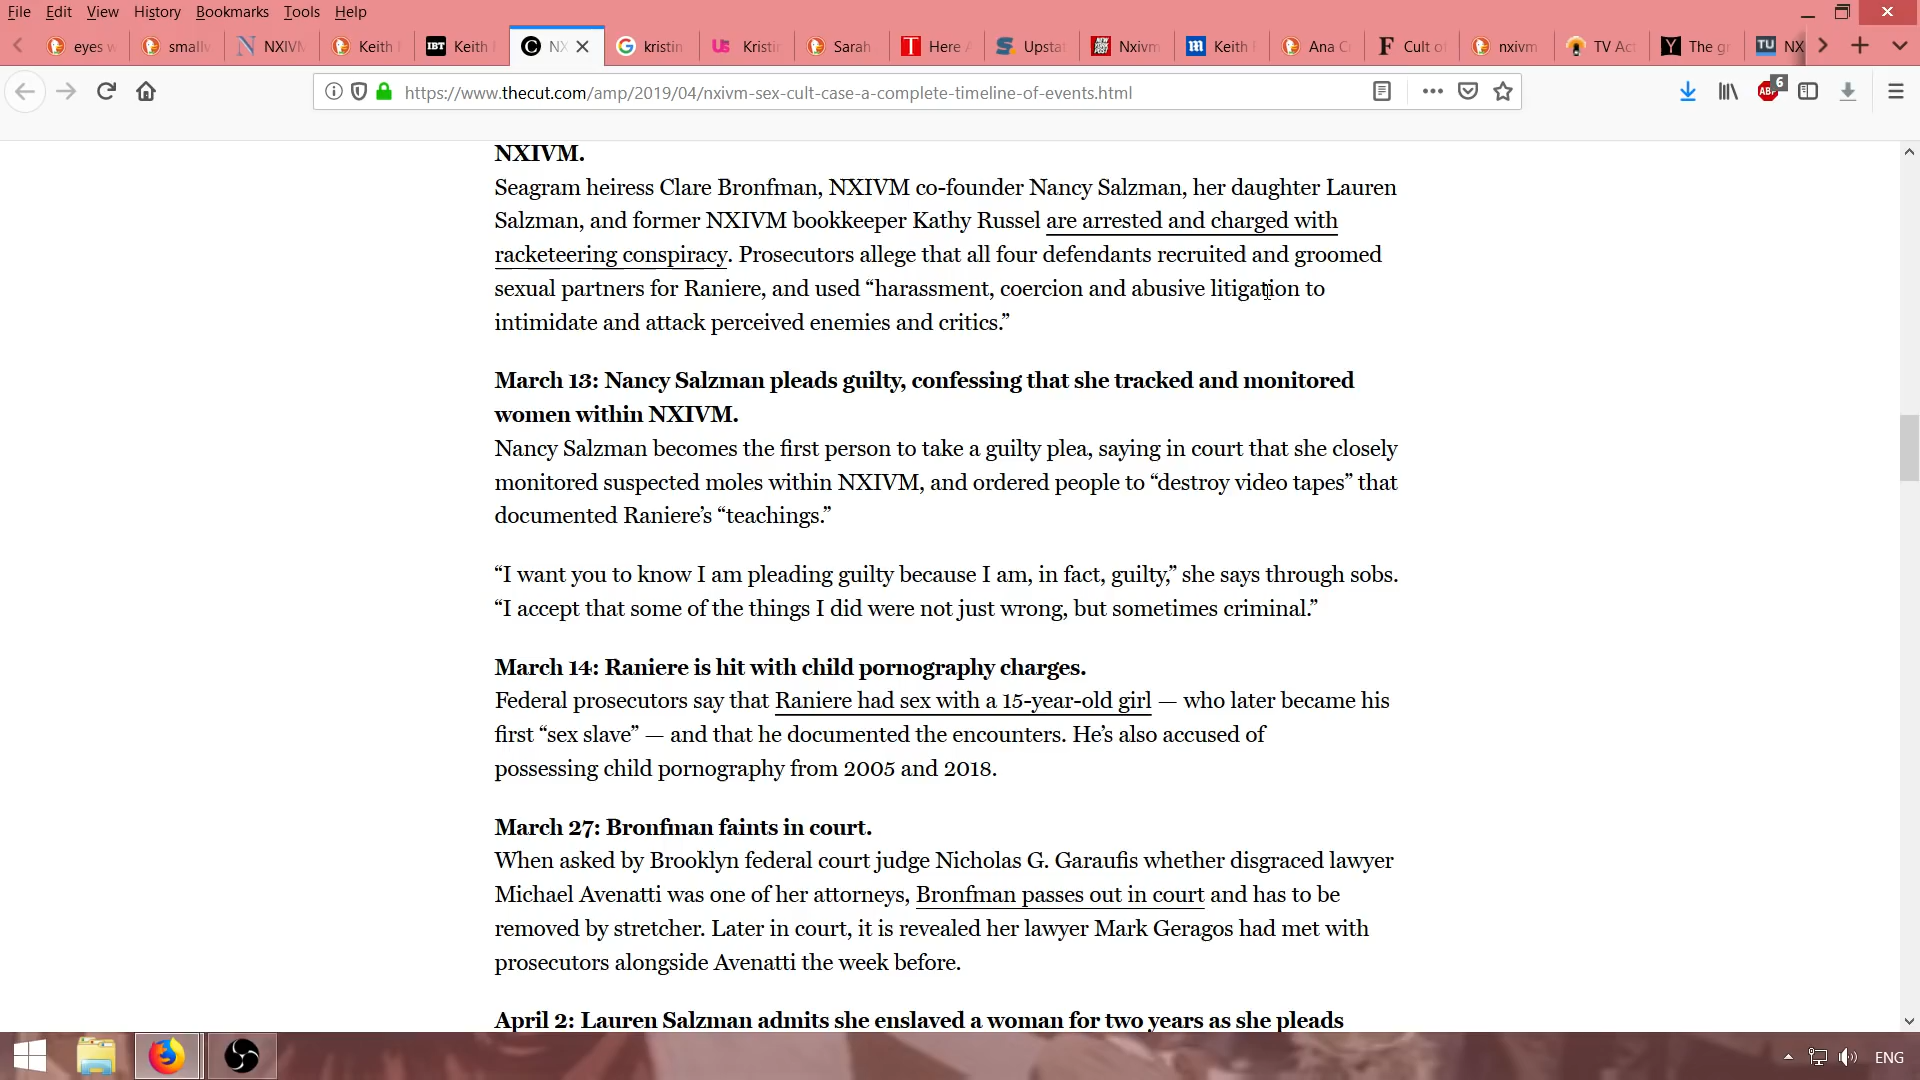 File Edit View History Bookmarks Tools Help
eyes w
small
NXIVM
Keith
IBT Keith
NX
kristin
US Kristin
Sarah
Here
Upsta
Nxivm
Keith
Ana C
Cult o
nxivm
TV Ac
The gr
TU NX
https://www.thecut.com/amp/2019/04/nxivm-sex-cult-case-a-complete-timeline-of-events.html
ABP 6
NXIVM.
Seagram heiress Clare Bronfman, NXIVM co-founder Nancy Salzman, her daughter Lauren
Salzman, and former NXIVM bookkeeper Kathy Russel are arrested and charged with
racketeering conspiracy. Prosecutors allege that all four defendants recruited and groomed
sexual partners for Raniere, and used “harassment, coercion and abusive litigation to
intimidate and attack perceived enemies and critics.”
March 13: Nancy Salzman pleads guilty, confessing that she tracked and monitored
women within NXIVM.
Nancy Salzman becomes the first person to take a guilty plea, saying in court that she closely
monitored suspected moles within NXIVM, and ordered people to “destroy video tapes” that
documented Raniere’s “teachings.”
“I want you to know I am pleading guilty because I am, in fact, guilty,” she says through sobs.
“I accept that some of the things I did were not just wrong, but sometimes criminal.”
March 14: Raniere is hit with child pornography charges.
Federal prosecutors say that Raniere had sex with a 15-year-old girl — who later became his
first “sex slave” — and that he documented the encounters. He’s also accused of
possessing child pornography from 2005 and 2018.
March 27: Bronfman faints in court.
When asked by Brooklyn federal court judge Nicholas G. Garaufis whether disgraced lawyer
Michael Avenatti was one of her attorneys, Bronfman passes out in court and has to be
removed by stretcher. Later in court, it is revealed her lawyer Mark Geragos had met with
prosecutors alongside Avenatti the week before.
April 2: Lauren Salzman admits she enslaved a woman for two years as she pleads
ENG